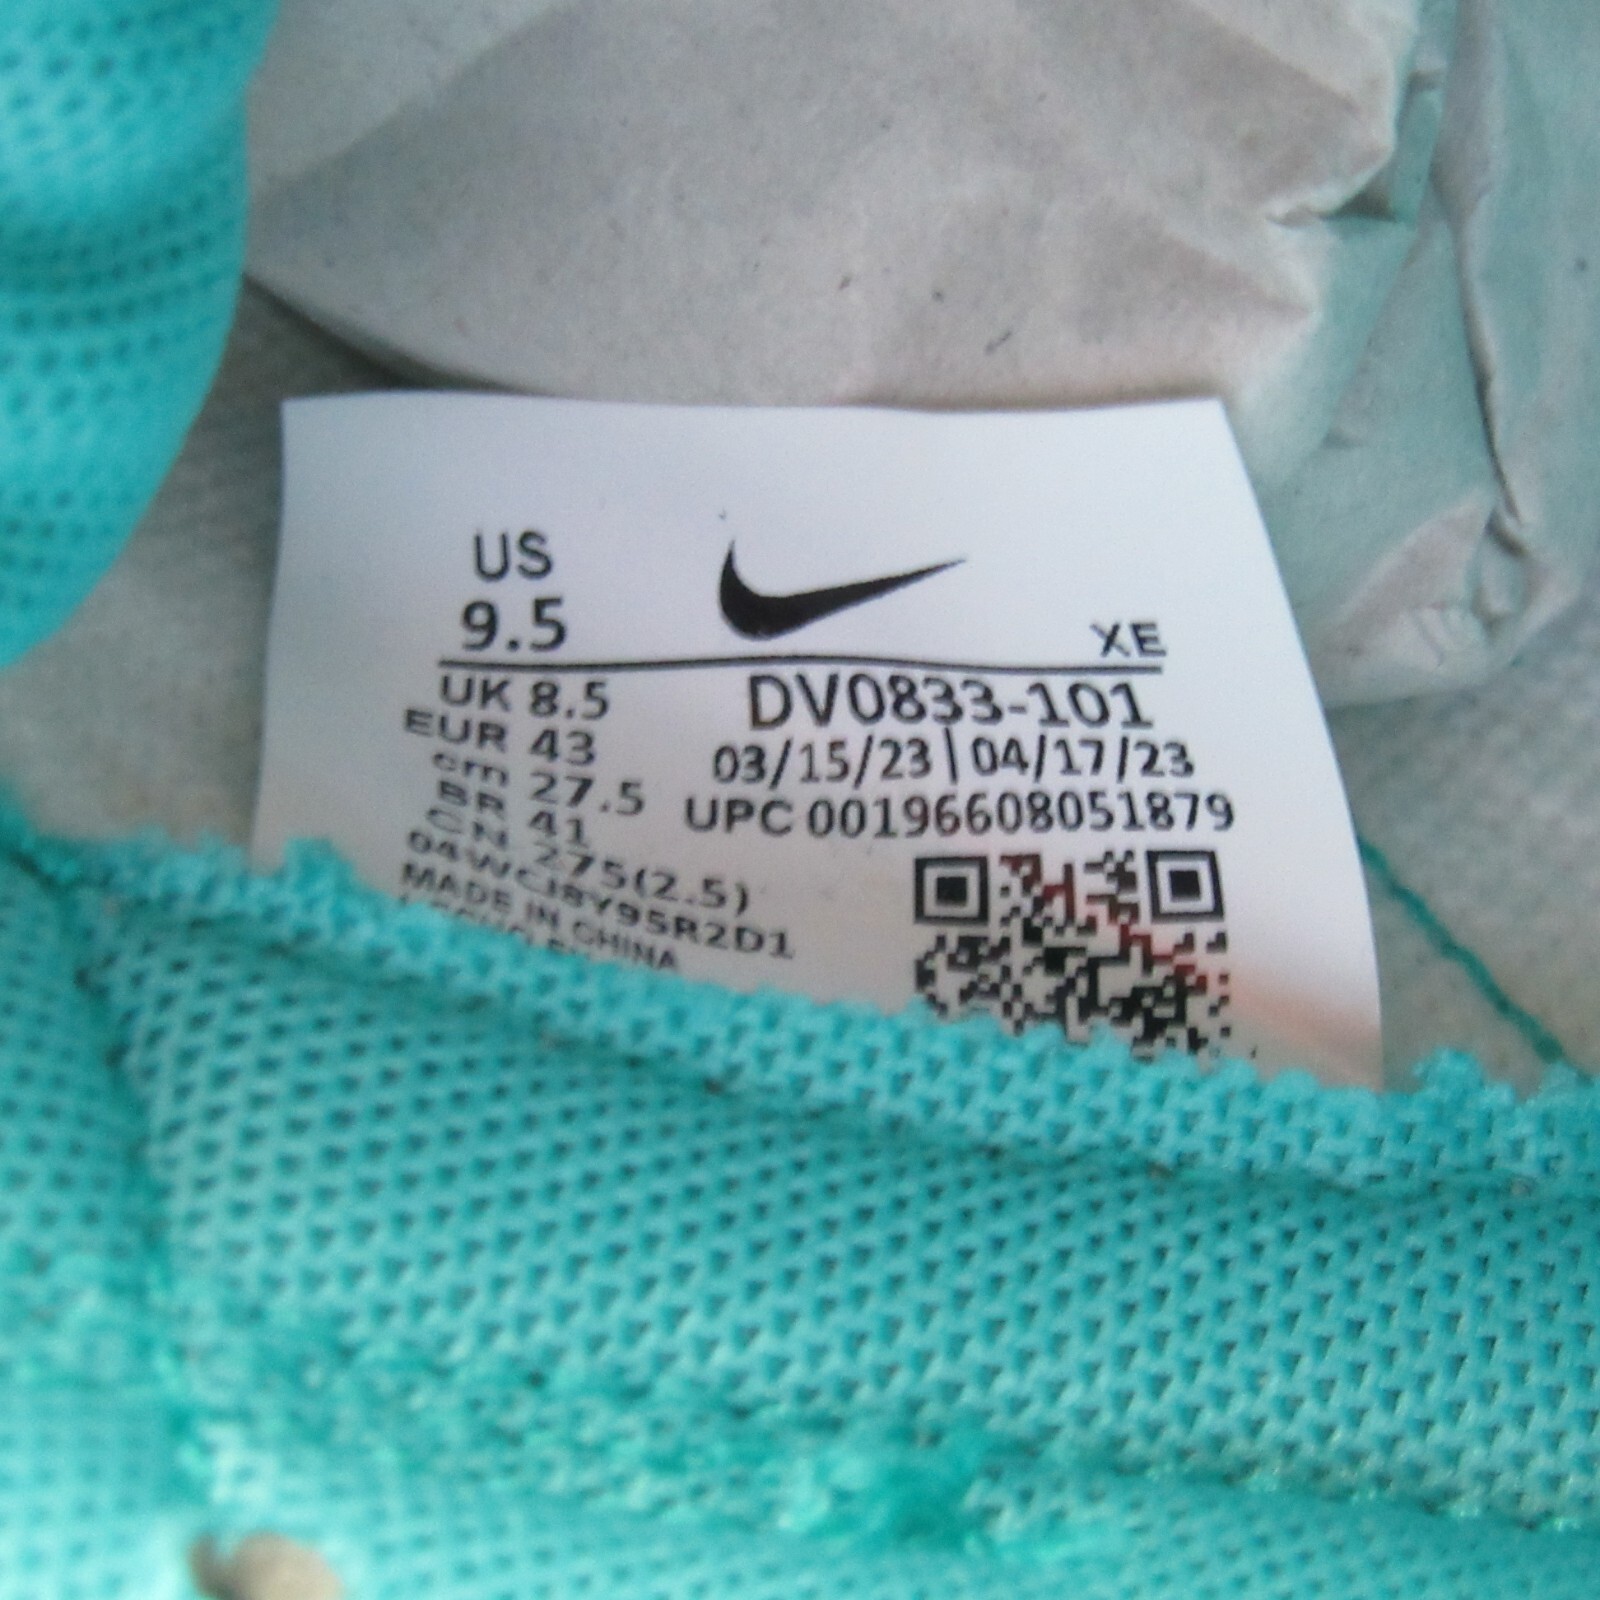 US
9.5
XE
UK 8.5
EUR 43
cm 27.5
BR 41
CN 275(2.5)
DV0833-101
03/15/23|04/17/23
UPC 00196608051879
04WCI8Y95R2D1
MADE IN CHINA